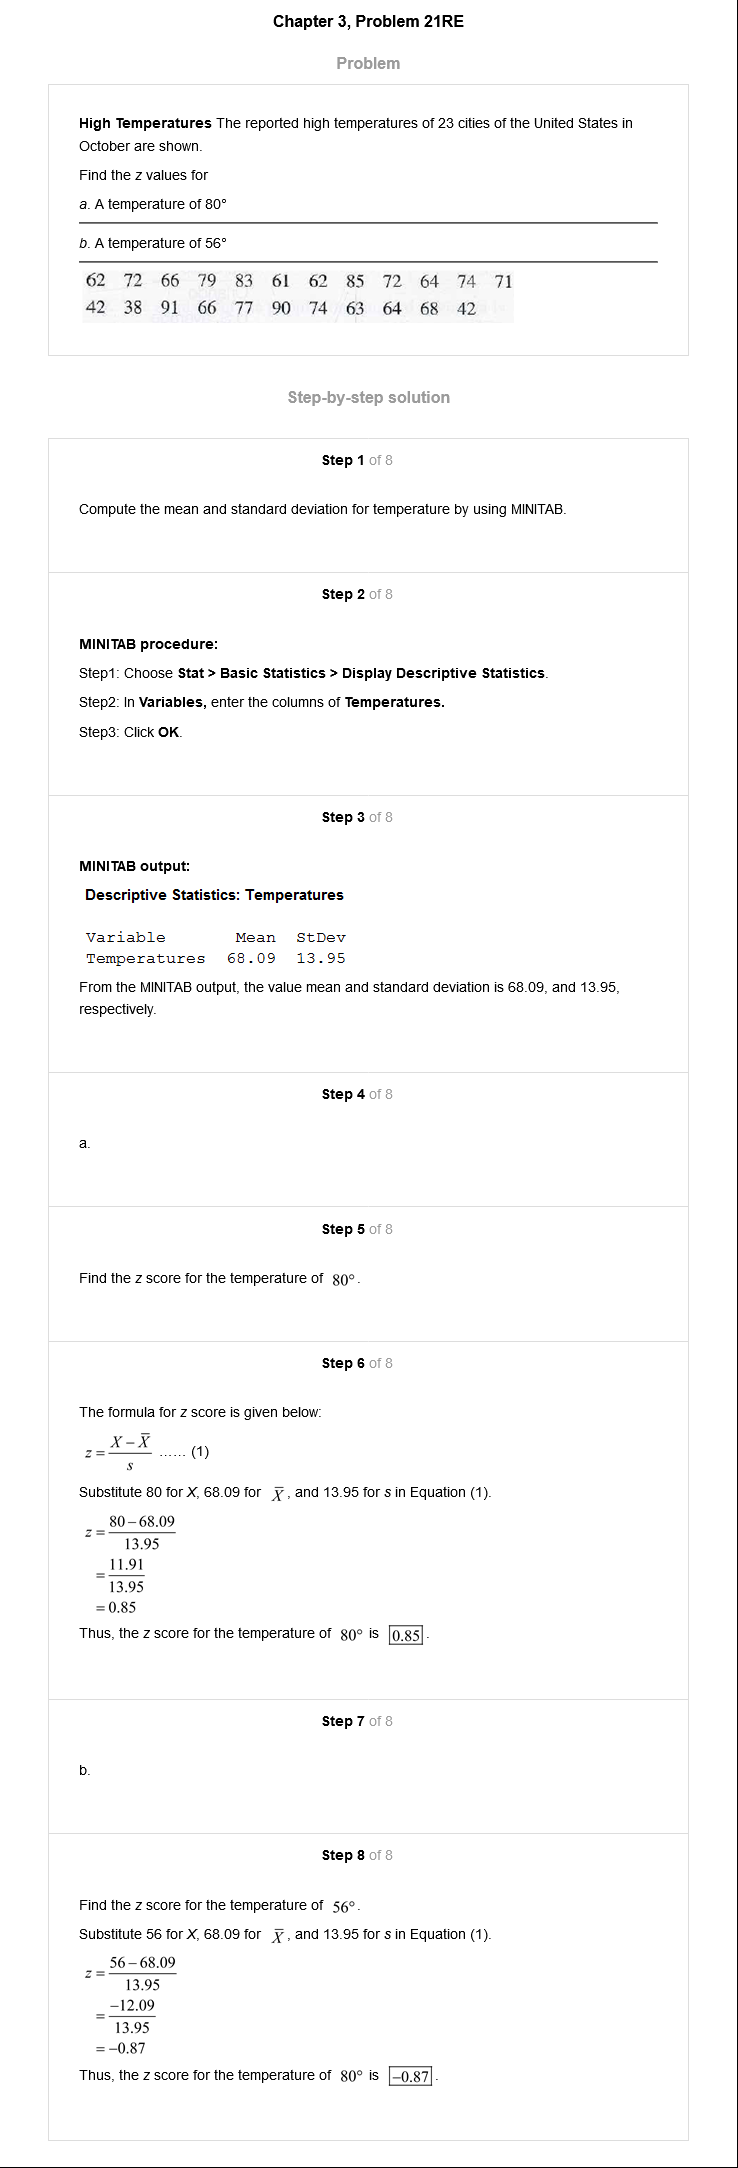 Chapter 3, Problem 21RE
Problem
High Temperatures The reported high temperatures of 23 cities of the United States in
October are shown.
Find the z values for
a. A temperature of 80°
b. A temperature of 56°
62 72 66 79 83 61 62 85 72 64 74 71
42 38 91 66 77 90 74 63 64 68 42
Step-by-step solution
Step 1 of 8
Compute the mean and standard deviation for temperature by using MINITAB.
Step 2 of 8
MINITAB procedure:
Step1: Choose Stat > Basic Statistics > Display Descriptive Statistics.
Step2: In Variables, enter the columns of Temperatures.
Step3: Click OK.
Step 3 of 8
MINITAB output:
Descriptive Statistics: Temperatures
Variable Mean StDev
Temperatures 68.09 13.95
From the MINITAB output, the value mean and standard deviation is 68.09, and 13.95,
respectively.
Step 4 of 8
a.
Step 5 of 8
Find the z score for the temperature of 80°.
Step 6 of 8
The formula for z score is given below:
z = (X − X̅)/s ...... (1)
Substitute 80 for X, 68.09 for X̅, and 13.95 for s in Equation (1).
z = (80 − 68.09)/13.95
= 11.91/13.95
= 0.85
Thus, the z score for the temperature of 80° is 0.85.
Step 7 of 8
b.
Step 8 of 8
Find the z score for the temperature of 56°.
Substitute 56 for X, 68.09 for X̅, and 13.95 for s in Equation (1).
z = (56 − 68.09)/13.95
= −12.09/13.95
= −0.87
Thus, the z score for the temperature of 80° is −0.87.